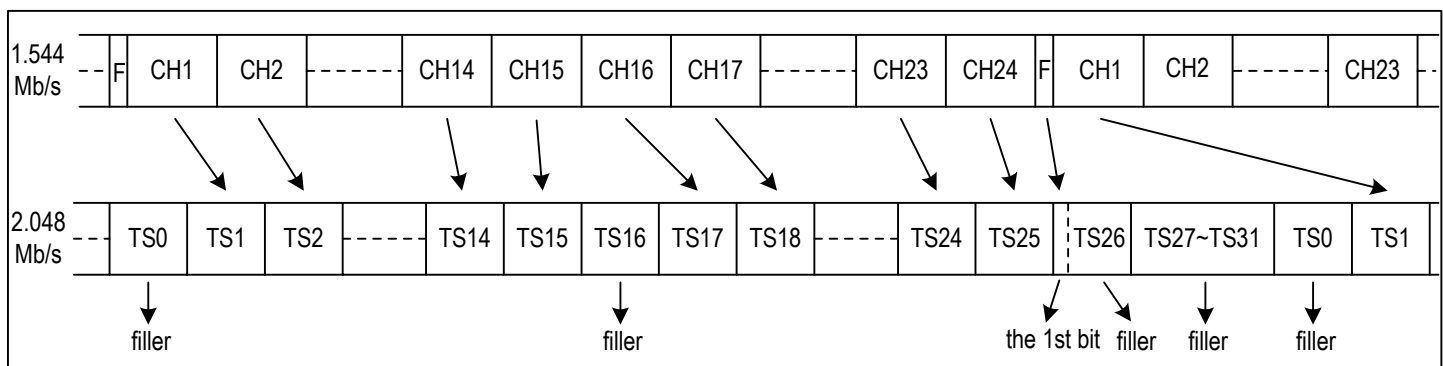 1.544
Mb/s
F CH1 CH2 CH14 CH15 CH16 CH17 CH23 CH24 F CH1 CH2 CH23
2.048
Mb/s
TS0 TS1 TS2 TS14 TS15 TS16 TS17 TS18 TS24 TS25 TS26 TS27~TS31 TS0 TS1
filler filler the 1st bit filler filler filler